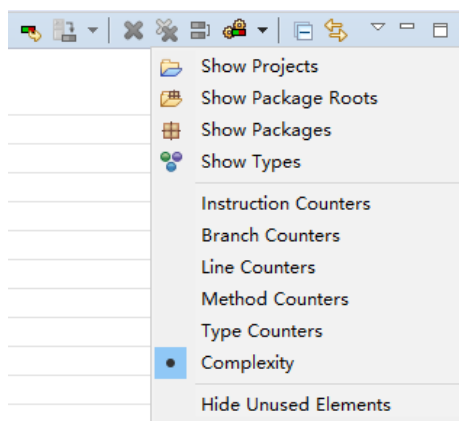 Show Projects
Show Package Roots
Show Packages
Show Types
Instruction Counters
Branch Counters
Line Counters
Method Counters
Type Counters
Complexity
Hide Unused Elements